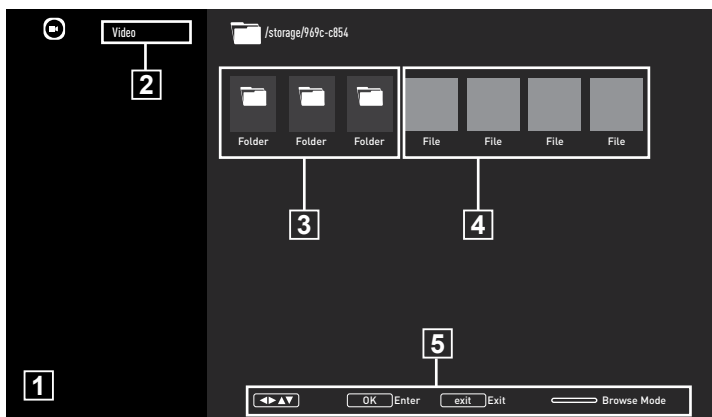 Video
/storage/969c-c854
2
Folder Folder Folder File File File File
3 4
5
1
OK Enter exit Exit Browse Mode